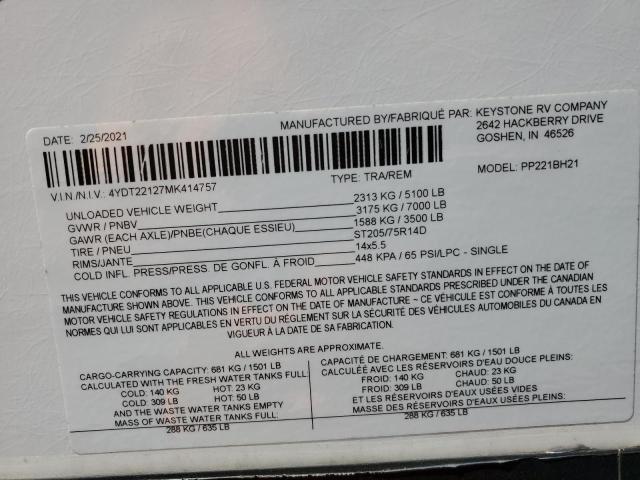 DATE: 2/25/2021
MANUFACTURED BY/FABRIQUÉ PAR: KEYSTONE RV COMPANY
2642 HACKBERRY DRIVE
GOSHEN, IN 46526
V.I.N /N.I.V.: 4YDT22127MK414757
TYPE: TRA/REM
MODEL: PP221BH21
UNLOADED VEHICLE WEIGHT 2313 KG / 5100 LB
GVWR / PNBV 3175 KG / 7000 LB
GAWR (EACH AXLE)/PNBE(CHAQUE ESSIEU) 1588 KG / 3500 LB
TIRE / PNEU ST205/75R14D
RIMS/JANTE 14x5.5
COLD INFL. PRESS/PRESS. DE GONFL. À FROID 448 KPA / 65 PSI/LPC - SINGLE
THIS VEHICLE CONFORMS TO ALL APPLICABLE U.S. FEDERAL MOTOR VEHICLE SAFETY STANDARDS IN EFFECT ON THE DATE OF
MANUFACTURE SHOWN ABOVE. THIS VEHICLE CONFORMS TO ALL APPLICABLE STANDARDS PRESCRIBED UNDER THE CANADIAN
MOTOR VEHICLE SAFETY REGULATIONS IN EFFECT ON THE DATE OF MANUFACTURE ~ CE VÉHICULE EST CONFORME À TOUTES LES
NORMES QUI LUI SONT APPLICABLES EN VERTU DU RÉGLEMENT SUR LA SÉCURITÉ DES VÉHICULES AUTOMOBILES DU CANADA EN
VIGUEUR À LA DATE DE SA FABRICATION.
ALL WEIGHTS ARE APPROXIMATE.
CARGO-CARRYING CAPACITY: 681 KG / 1501 LB
CALCULATED WITH THE FRESH WATER TANKS FULL
COLD: 140 KG HOT: 23 KG
COLD: 309 LB HOT: 50 LB
AND THE WASTE WATER TANKS EMPTY
MASS OF WASTE WATER TANKS FULL:
288 KG / 635 LB
CAPACITÉ DE CHARGEMENT: 681 KG / 1501 LB
CALCULÉE AVEC LES RÉSERVOIRS D'EAU DOUCE PLEINS:
FROID: 140 KG CHAUD: 23 KG
FROID: 309 LB CHAUD: 50 LB
ET LES RÉSERVOIRS D'EAUX USÉES VIDES
MASSE DES RÉSERVOIRS D'EAUX USÉES PLEINS:
288 KG / 635 LB